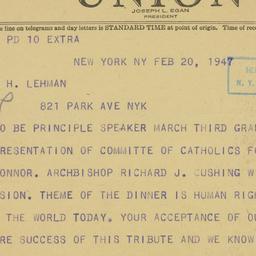 UNION
JOSEPH L. EGAN
PRESIDENT
e line on telegrams and day letters is STANDARD TIME at point of origin. Time of rece
PD 10 EXTRA
NEW YORK NY FEB 20, 1947
H. LEHMAN
N. Y.
821 PARK AVE NYK
O BE PRINCIPLE SPEAKER MARCH THIRD GRAN
RESENTATION OF COMMITTE OF CATHOLICS FO
ONNOR. ARCHBISHOP RICHARD J. CUSHING W
SION. THEME OF THE DINNER IS HUMAN RIG
THE WORLD TODAY. YOUR ACCEPTANCE OF OU
RE SUCCESS OF THIS TRIBUTE AND WE KNOW